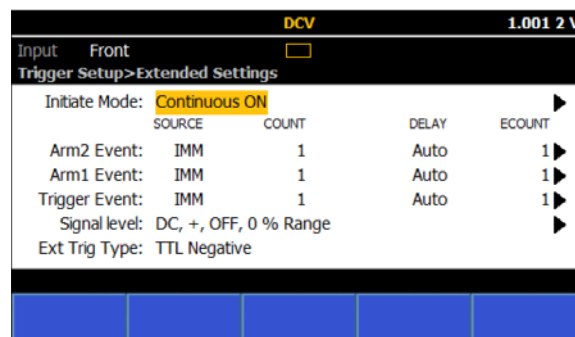 DCV 1.001 2 V
Input Front
Trigger Setup>Extended Settings
Initiate Mode: Continuous ON
SOURCE COUNT DELAY ECOUNT
Arm2 Event: IMM 1 Auto 1
Arm1 Event: IMM 1 Auto 1
Trigger Event: IMM 1 Auto 1
Signal level: DC, +, OFF, 0 % Range
Ext Trig Type: TTL Negative